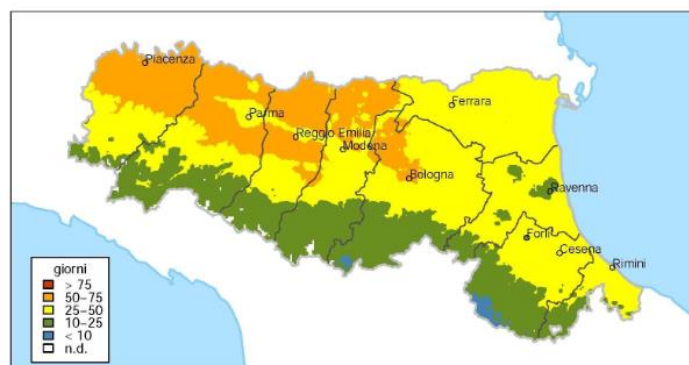 Piacenza
Parma
Reggio Emilia
Modena
Ferrara
Bologna
Ravenna
Forlì
Cesena
Rimini
giorni
> 75
50-75
25-50
10-25
< 10
n.d.